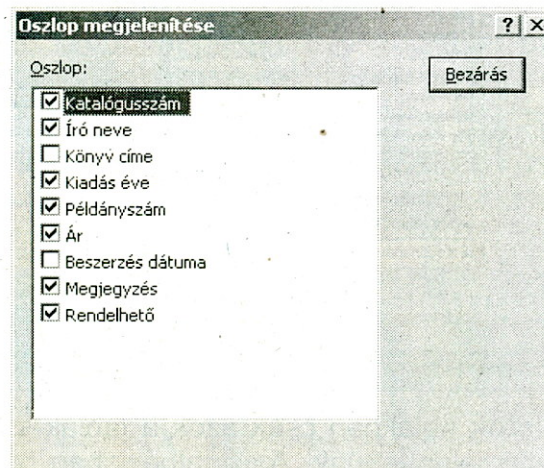 Oszlop megjelenítése
Oszlop:
Bezárás
Katalógusszám
Író neve
Könyv címe
Kiadás éve
Példányszám
Ár
Beszerzés dátuma
Megjegyzés
Rendelhető